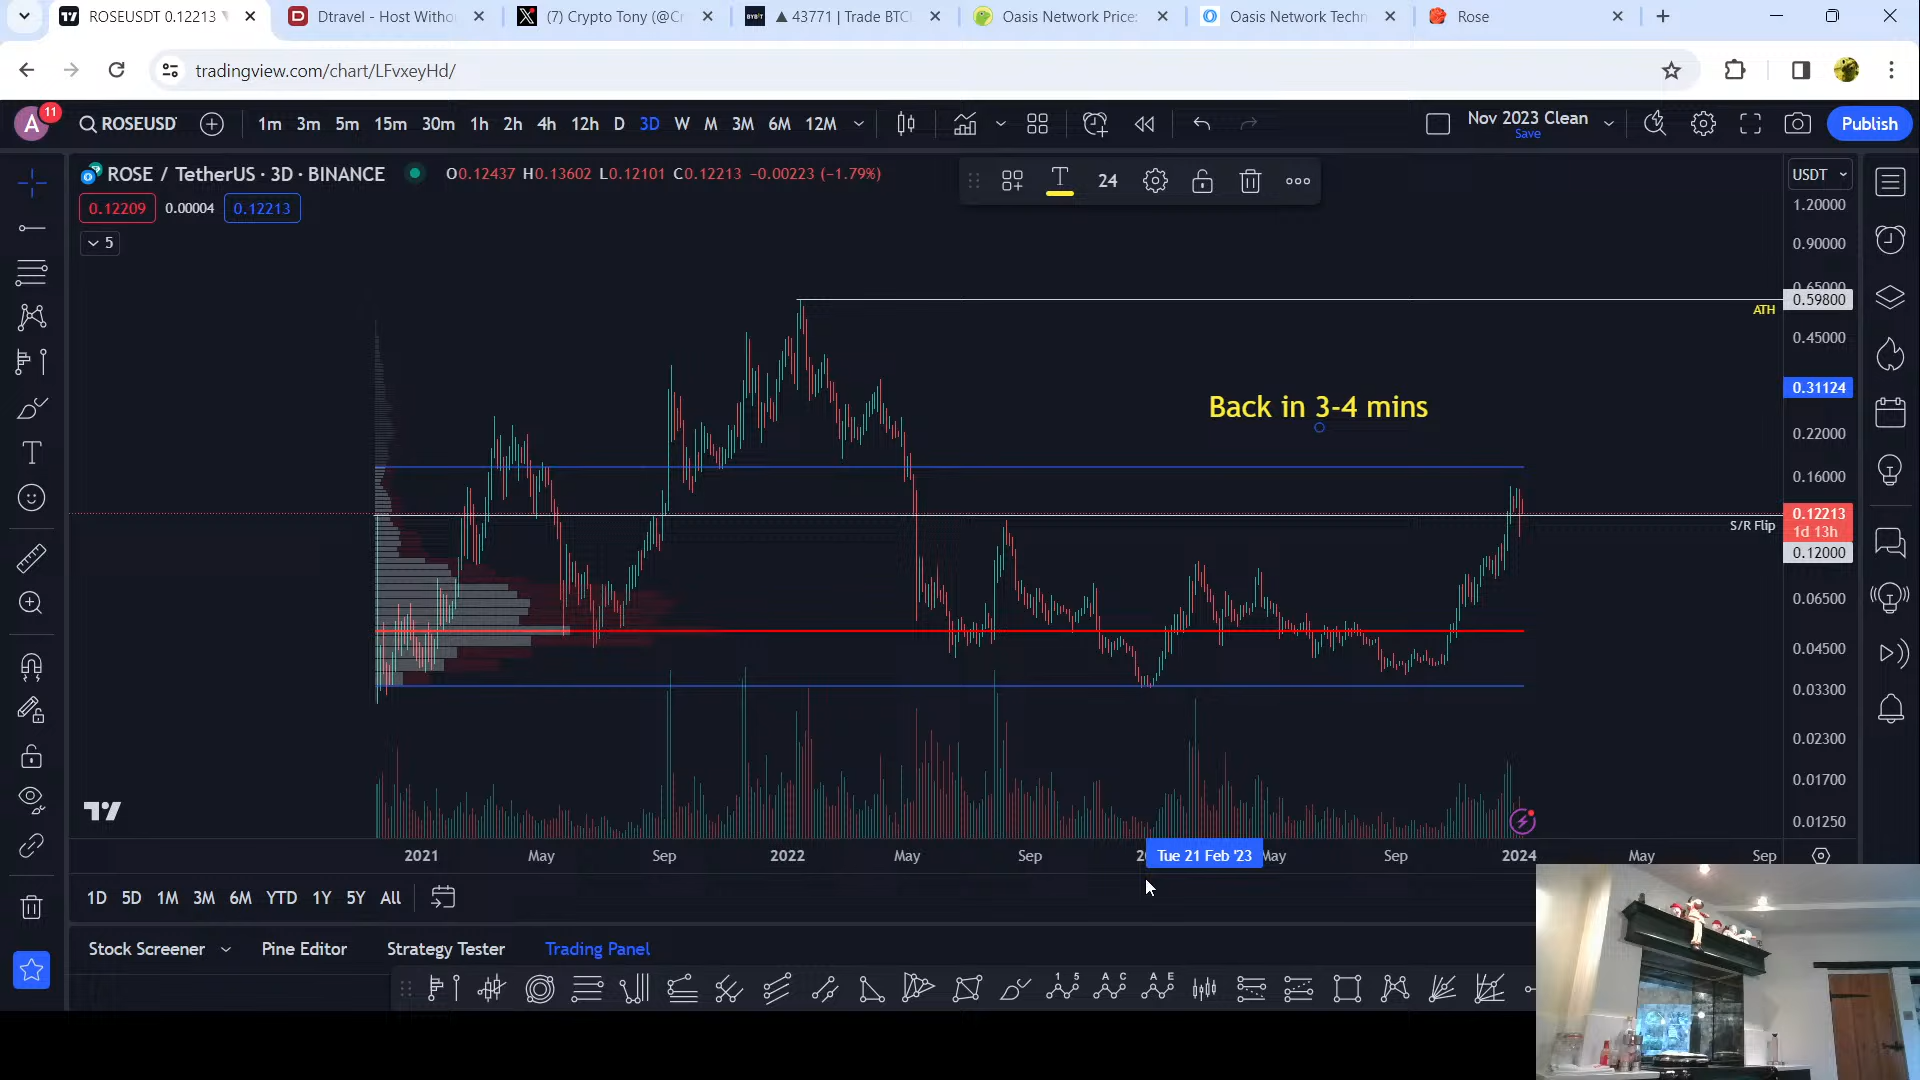 ROSEUSDT 0.12213
Dtravel - Host Witho
(7) Crypto Tony (@Cr
▲ 43771 | Trade BTC
Oasis Network Price:
Oasis Network Techn
Rose
tradingview.com/chart/LFvxeyHd/
A
11
ROSEUSD
1m 3m 5m 15m 30m 1h 2h 4h 12h D 3D W M 3M 6M 12M
Nov 2023 Clean
Save
Publish
ROSE / TetherUS · 3D · BINANCE
O0.12437 H0.13602 L0.12101 C0.12213 −0.00223 (−1.79%)
24
USDT
0.12209 0.00004 0.12213
5
1.20000
0.90000
0.65000
0.59800
ATH
0.45000
0.31124
Back in 3-4 mins
0.22000
0.16000
0.12213
S/R Flip
1d 13h
0.12000
0.06500
0.04500
0.03300
0.02300
0.01700
0.01250
2021 May Sep 2022 May Sep Tue 21 Feb '23 May Sep 2024 May Sep
1D 5D 1M 3M 6M YTD 1Y 5Y All
Stock Screener Pine Editor Strategy Tester Trading Panel